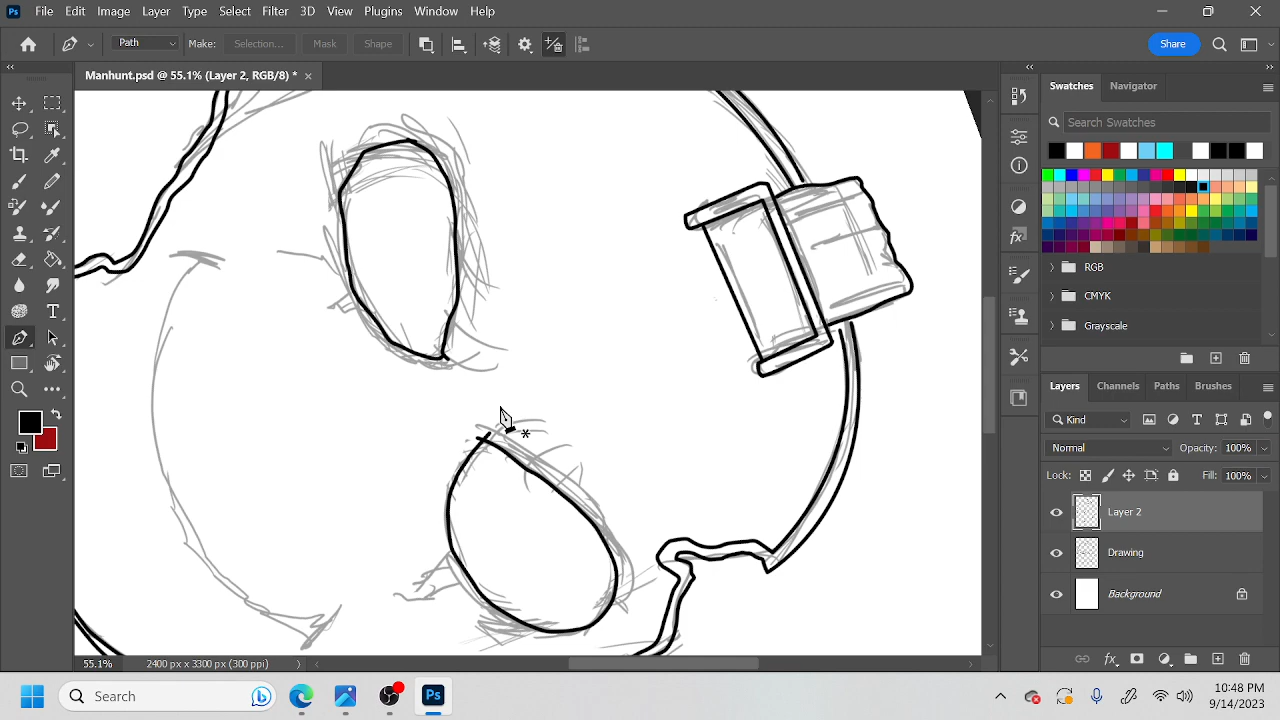 Ps File Edit Image Layer Type Select Filter 3D View Plugins Window Help
Path Make: Selection... Mask Shape Share
Manhunt.psd @ 55.1% (Layer 2, RGB/8) * ×
Swatches Navigator
Search Swatches
RGB
CMYK
Layers Channels Paths Brushes
Kind
Normal Opacity: 100%
Lock: Fill: 100%
Layer 2
Drawing
Background
55.1% 2400 px x 3300 px (300 ppi)
Search
Ps
10:48 PM
9/24/2023